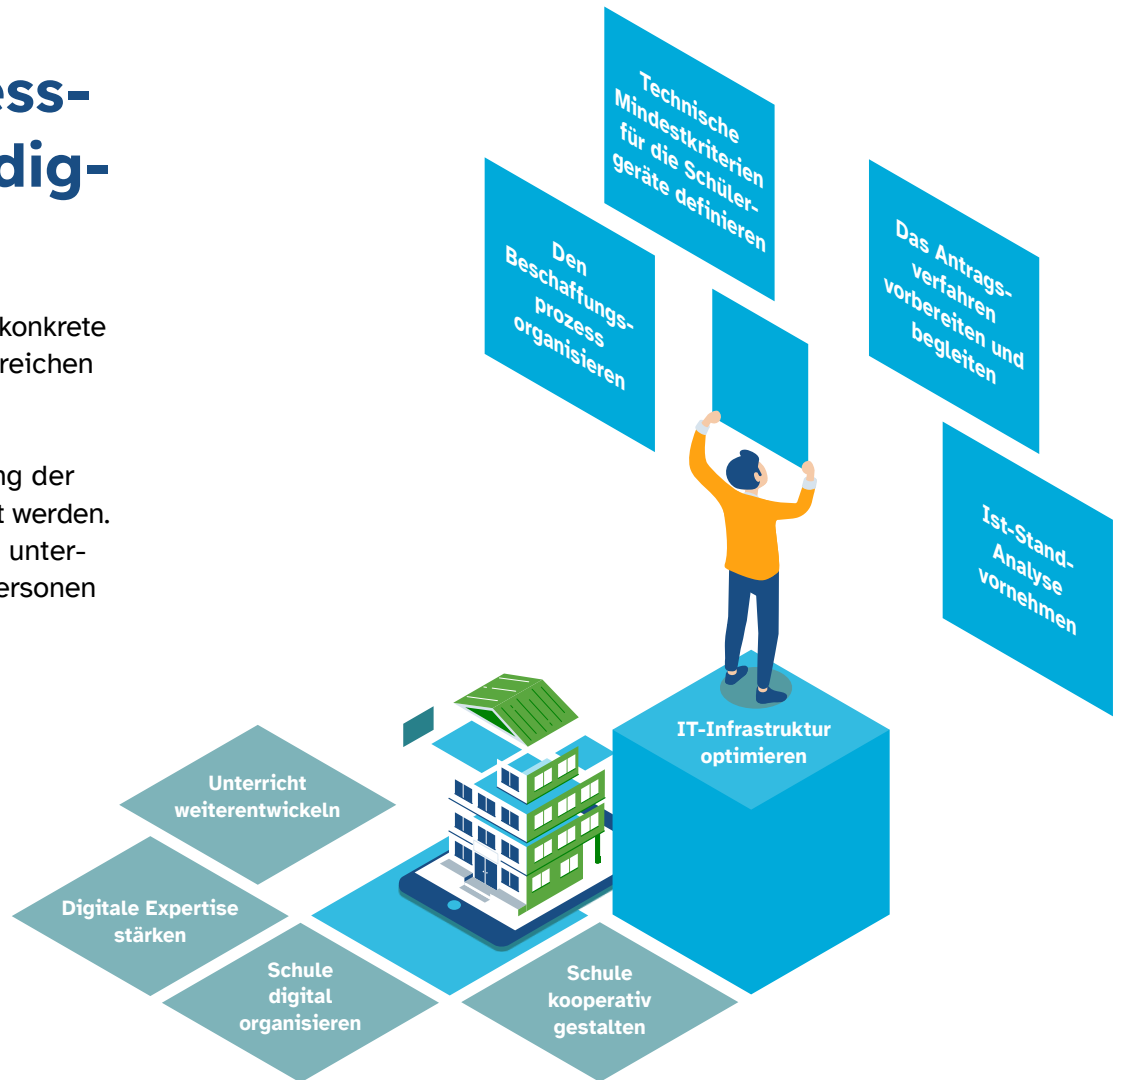 ess-
dig-
konkrete
reichen
ng der
t werden.
unter-
ersonen
Technische
Mindestkriterien
für die Schüler-
geräte definieren
Den
Beschaffungs-
prozess
organisieren
Das Antrags-
verfahren
vorbereiten und
begleiten
Ist-Stand-
Analyse
vornehmen
IT-Infrastruktur
optimieren
Unterricht
weiterentwickeln
Digitale Expertise
stärken
Schule
digital
organisieren
Schule
kooperativ
gestalten